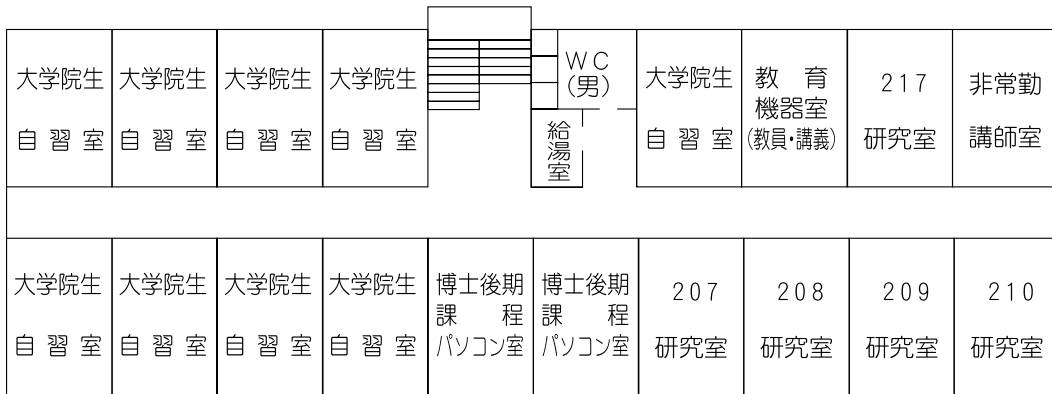 大学院生
自習室
大学院生
自習室
大学院生
自習室
大学院生
自習室
WC
(男)
給湯室
大学院生
自習室
教育
機器室
(教員・講義)
217
研究室
非常勤
講師室
大学院生
自習室
大学院生
自習室
大学院生
自習室
大学院生
自習室
博士後期
課程
パソコン室
博士後期
課程
パソコン室
207
研究室
208
研究室
209
研究室
210
研究室